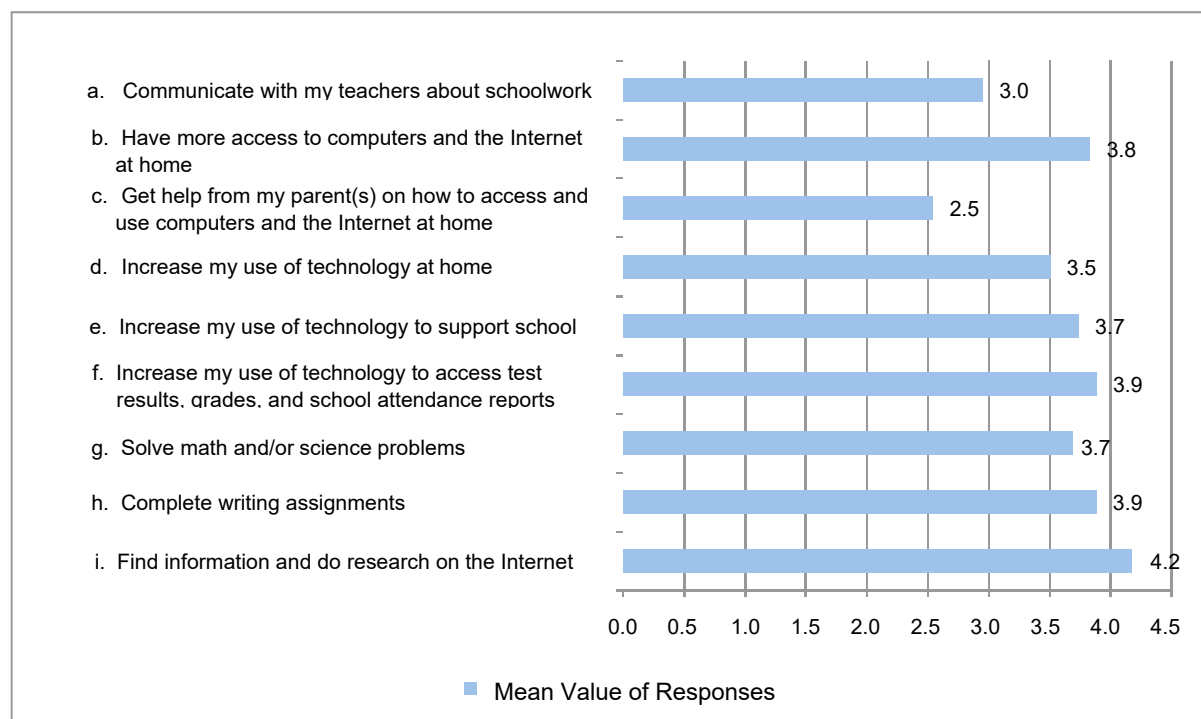 a. Communicate with my teachers about schoolwork 3.0
b. Have more access to computers and the Internet
at home 3.8
c. Get help from my parent(s) on how to access and
use computers and the Internet at home 2.5
d. Increase my use of technology at home 3.5
e. Increase my use of technology to support school 3.7
f. Increase my use of technology to access test
results, grades, and school attendance reports 3.9
g. Solve math and/or science problems 3.7
h. Complete writing assignments 3.9
i. Find information and do research on the Internet 4.2
0.0 0.5 1.0 1.5 2.0 2.5 3.0 3.5 4.0 4.5
Mean Value of Responses